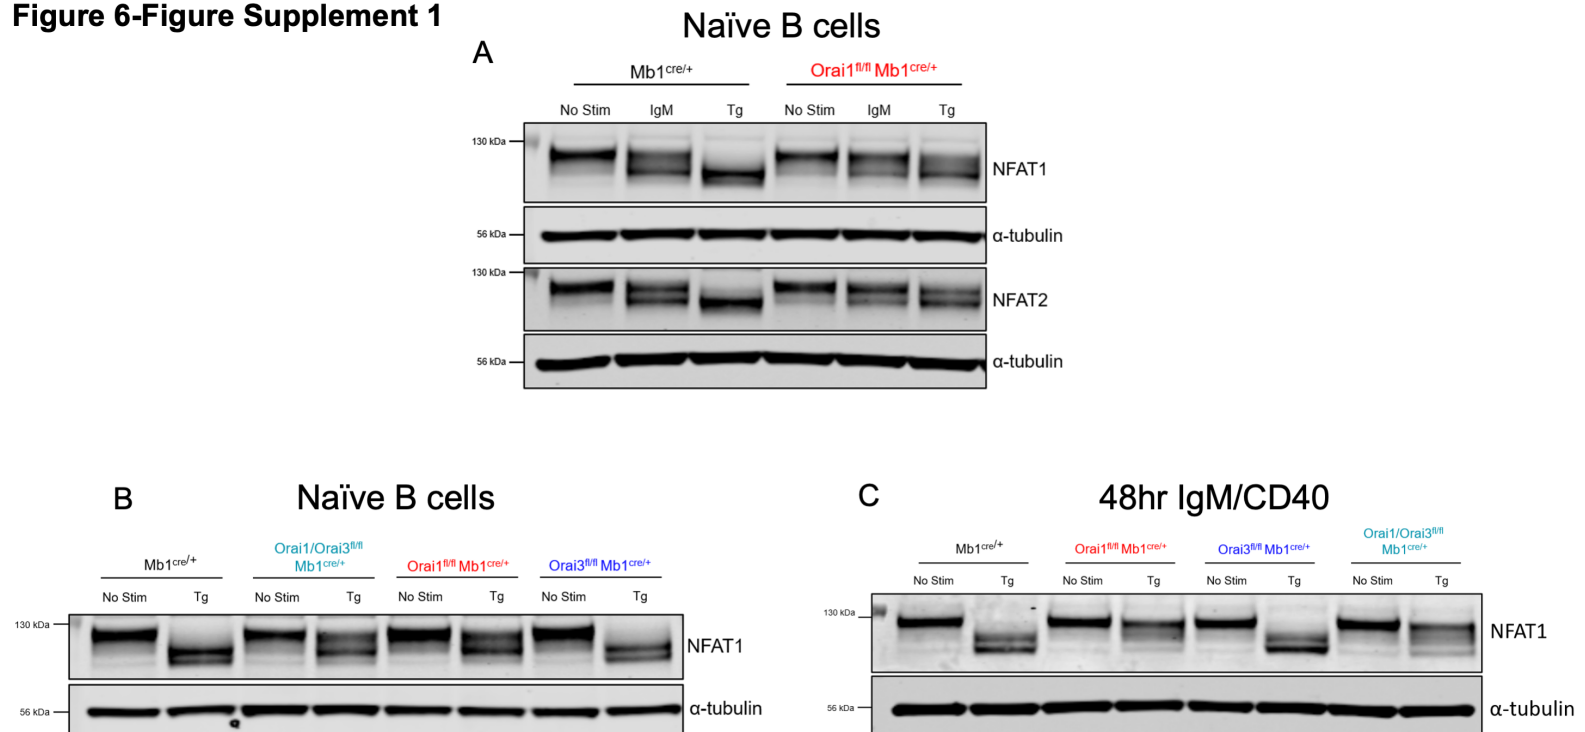 Figure 6-Figure Supplement 1
Naïve B cells
A
Mb1cre/+ Orai1fl/fl Mb1cre/+
No Stim IgM Tg No Stim IgM Tg
130 kDa NFAT1
56 kDa α-tubulin
130 kDa NFAT2
56 kDa α-tubulin
B Naïve B cells
Mb1cre/+ Orai1/Orai3fl/fl
Mb1cre/+ Orai1fl/fl Mb1cre/+ Orai3fl/fl Mb1cre/+
No Stim Tg No Stim Tg No Stim Tg No Stim Tg
130 kDa NFAT1
56 kDa α-tubulin
C 48hr IgM/CD40
Mb1cre/+ Orai1fl/fl Mb1cre/+ Orai3fl/fl Mb1cre/+ Orai1/Orai3fl/fl
Mb1cre/+
No Stim Tg No Stim Tg No Stim Tg No Stim Tg
130 kDa NFAT1
56 kDa α-tubulin